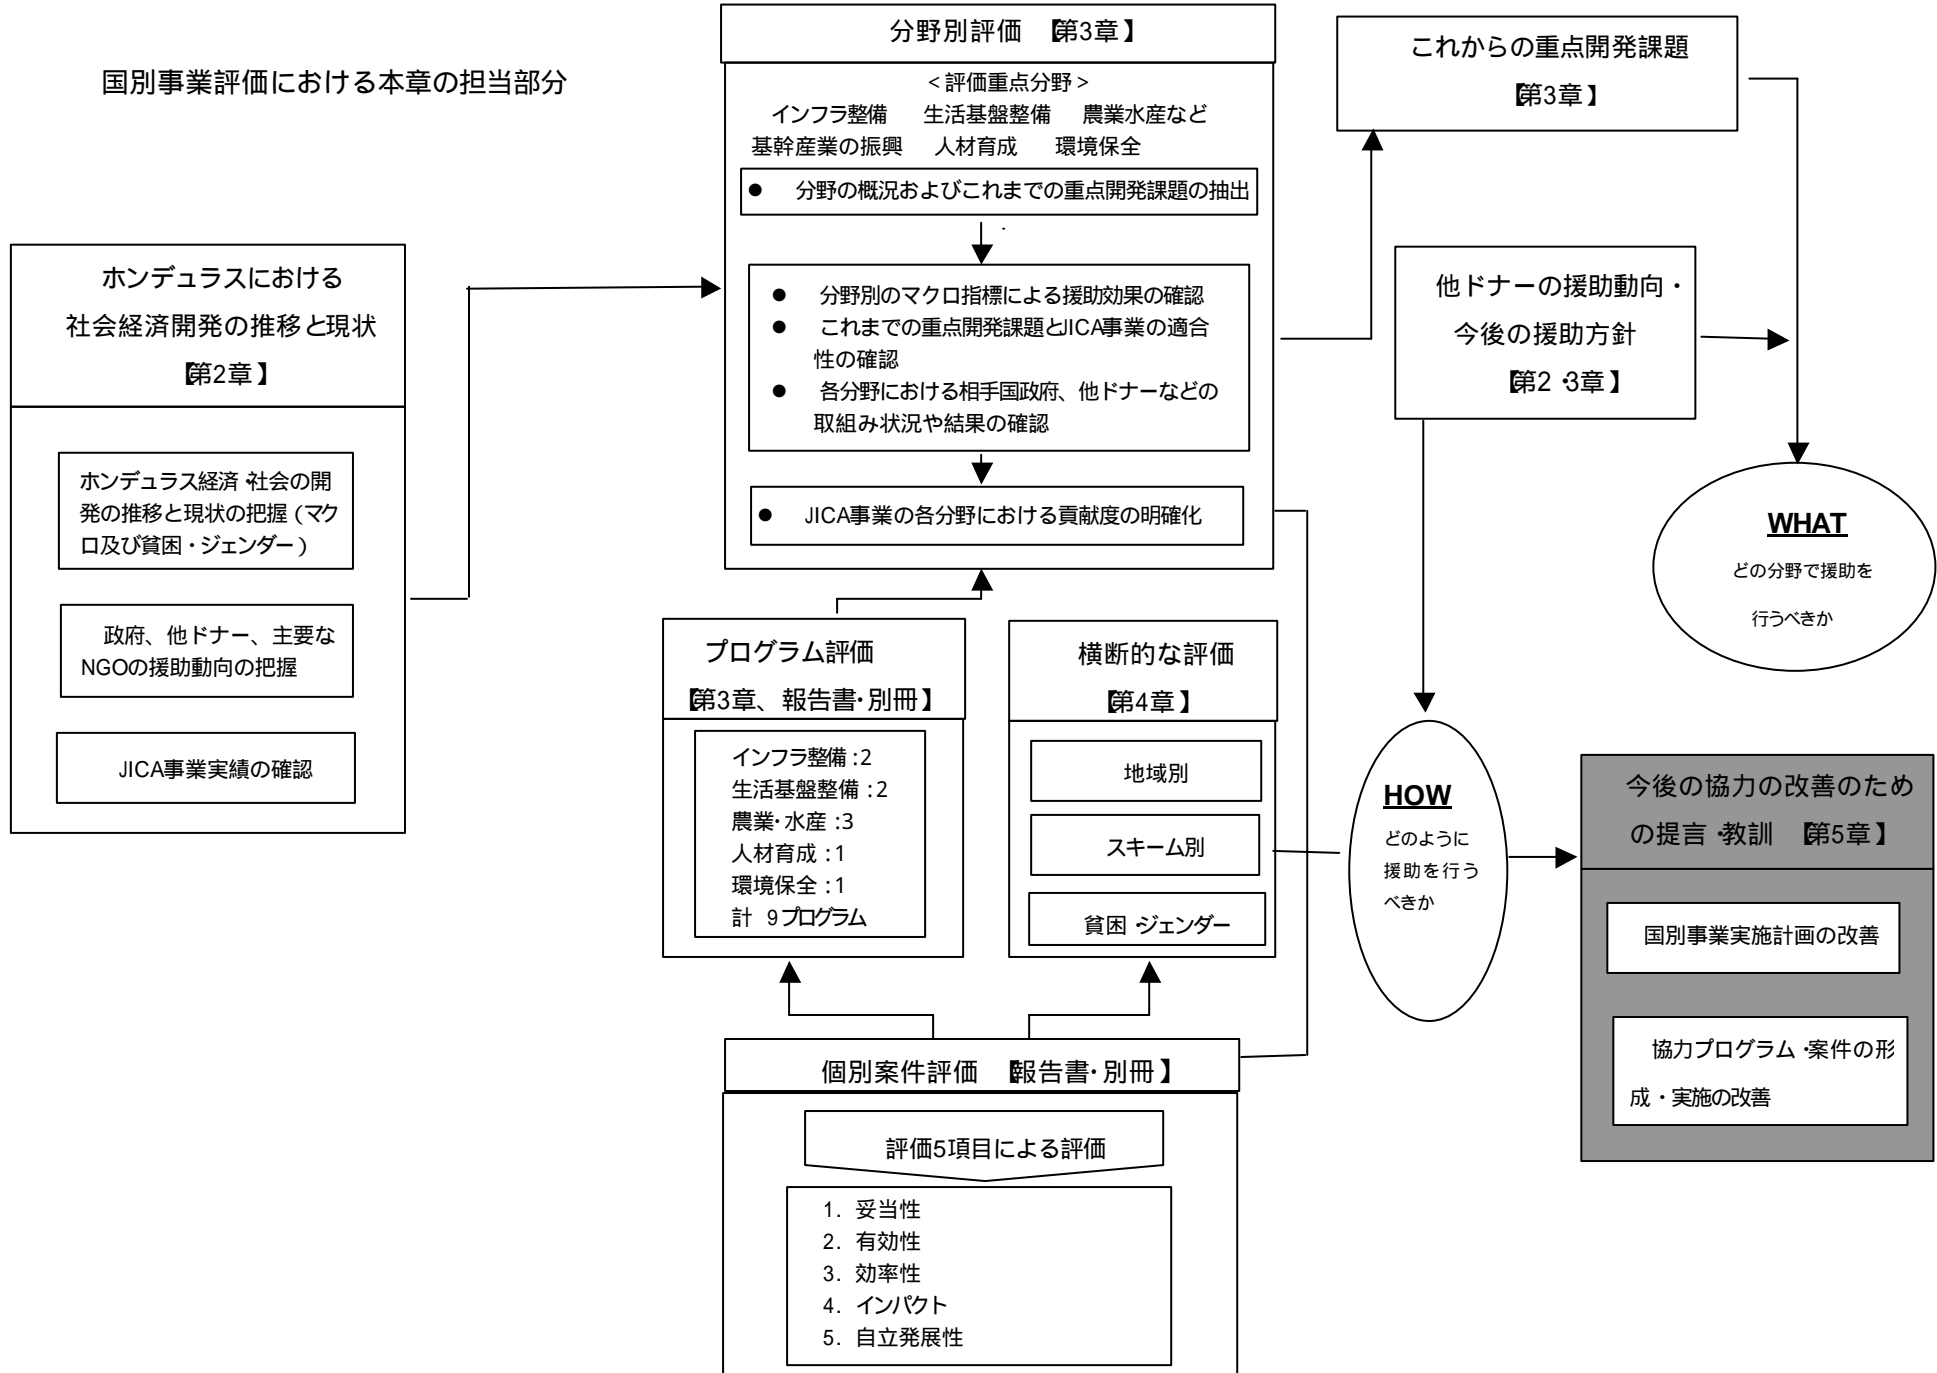 国別事業評価における本章の担当部分
ホンデュラスにおける
社会経済開発の推移と現状
【第2章】
ホンデュラス経済・社会の開
発の推移と現状の把握（マク
ロ及び貧困・ジェンダー）
政府、他ドナー、主要な
NGOの援助動向の把握
JICA事業実績の確認
分野別評価　【第3章】
＜評価重点分野＞
インフラ整備　生活基盤整備　農業水産など
基幹産業の振興　人材育成　環境保全
● 分野の概況およびこれまでの重点開発課題の抽出
● 分野別のマクロ指標による援助効果の確認
● これまでの重点開発課題とJICA事業の適合
性の確認
● 各分野における相手国政府、他ドナーなどの
取組み状況や結果の確認
● JICA事業の各分野における貢献度の明確化
プログラム評価
【第3章、報告書・別冊】
インフラ整備：2
生活基盤整備：2
農業・水産：3
人材育成：1
環境保全：1
計　9プログラム
横断的な評価
【第4章】
地域別
スキーム別
貧困・ジェンダー
個別案件評価　【報告書・別冊】
評価5項目による評価
1. 妥当性
2. 有効性
3. 効率性
4. インパクト
5. 自立発展性
これからの重点開発課題
【第3章】
他ドナーの援助動向・
今後の援助方針
【第2・3章】
WHAT
どの分野で援助を
行うべきか
HOW
どのように
援助を行う
べきか
今後の協力の改善のため
の提言・教訓　【第5章】
国別事業実施計画の改善
協力プログラム・案件の形
成・実施の改善